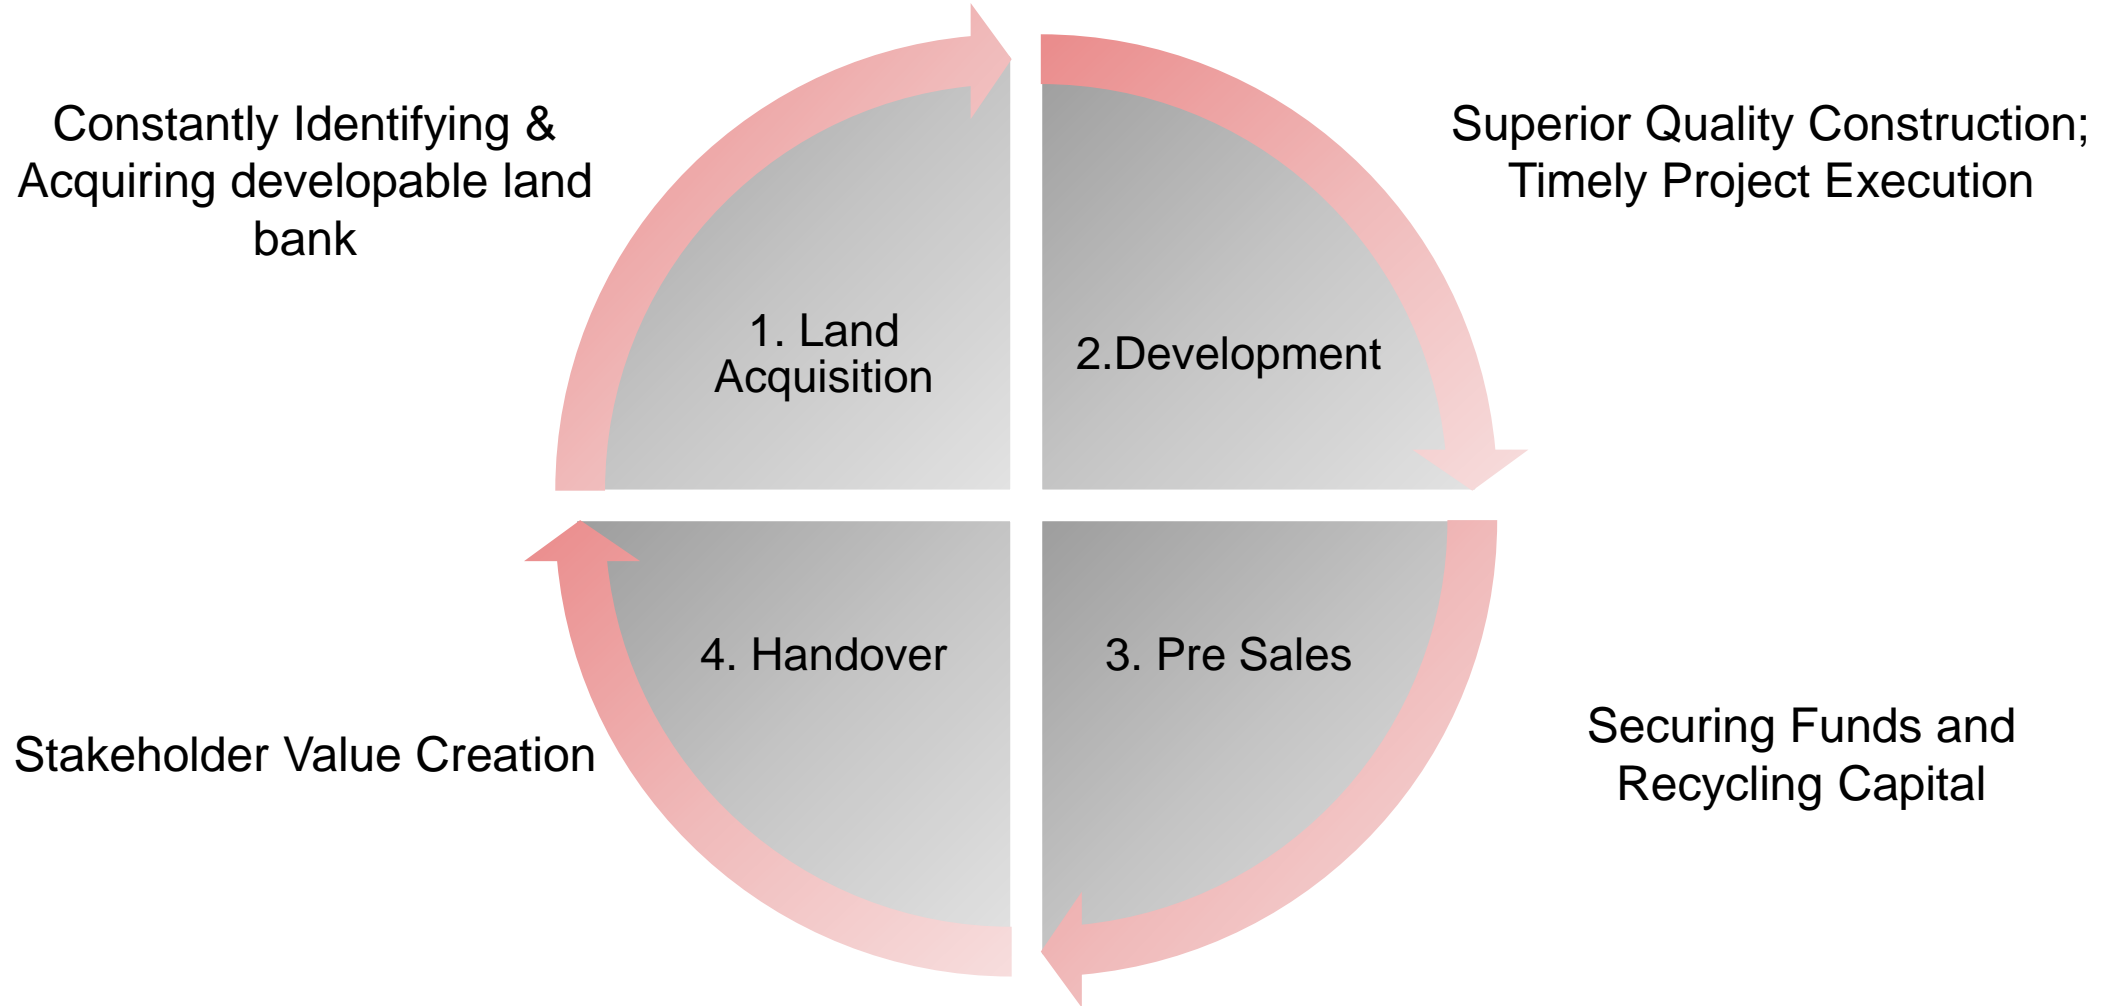 Constantly Identifying &
Acquiring developable land
bank
Superior Quality Construction;
Timely Project Execution
1. Land
Acquisition
2.Development
4. Handover
3. Pre Sales
Stakeholder Value Creation
Securing Funds and
Recycling Capital